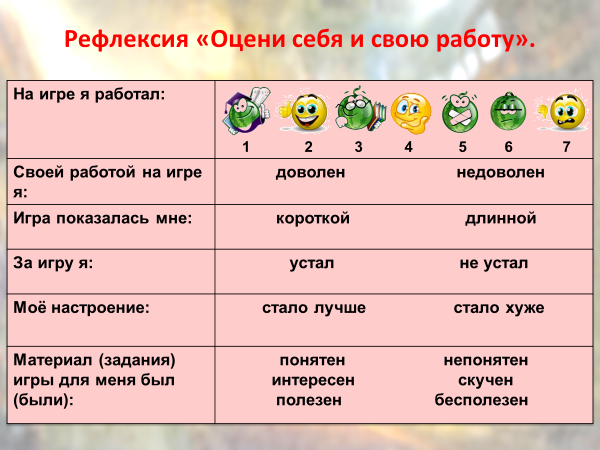 Рефлексия «Оцени себя и свою работу».
На игре я работал:
1 2 3 4 5 6 7
Своей работой на игре я:
доволен недоволен
Игра показалась мне:
короткой длинной
За игру я:
устал не устал
Моё настроение:
стало лучше стало хуже
Материал (задания)
игры для меня был
(были):
понятен непонятен
интересен скучен
полезен бесполезен